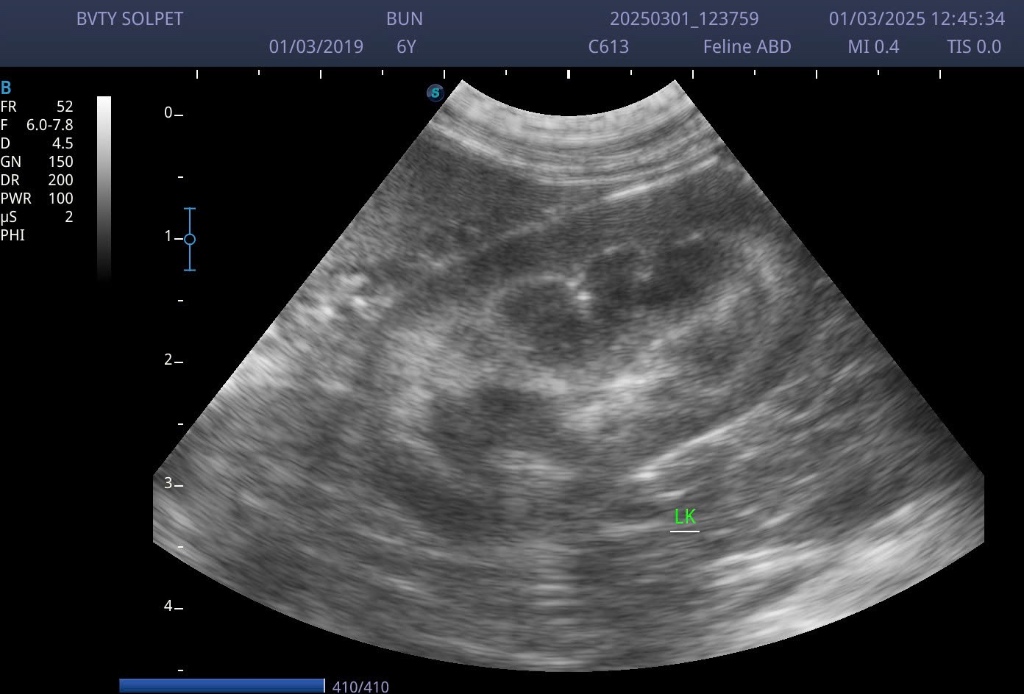 BVTY SOLPET BUN 20250301_123759 01/03/2025 12:45:34
01/03/2019 6Y C613 Feline ABD MI 0.4 TIS 0.0
B
FR 52
F 6.0-7.8
D 4.5
GN 150
DR 200
PWR 100
µS 2
PHI
S
0
1
2
3
4
LK
410/410